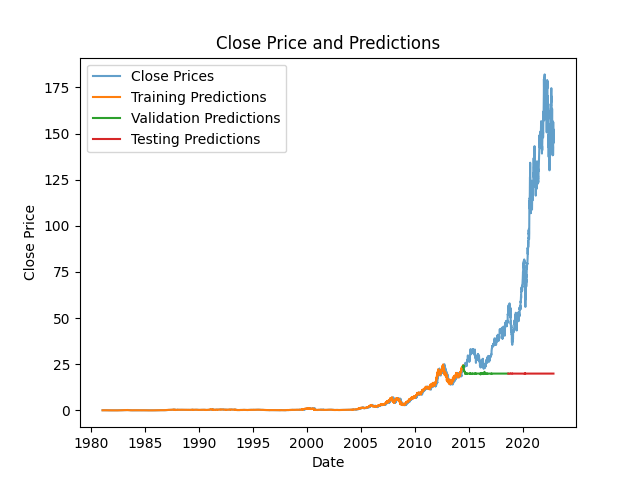 Close Price and Predictions
Close Prices
Training Predictions
Validation Predictions
Testing Predictions
Close Price
175
150
125
100
75
50
25
0
1980 1985 1990 1995 2000 2005 2010 2015 2020
Date